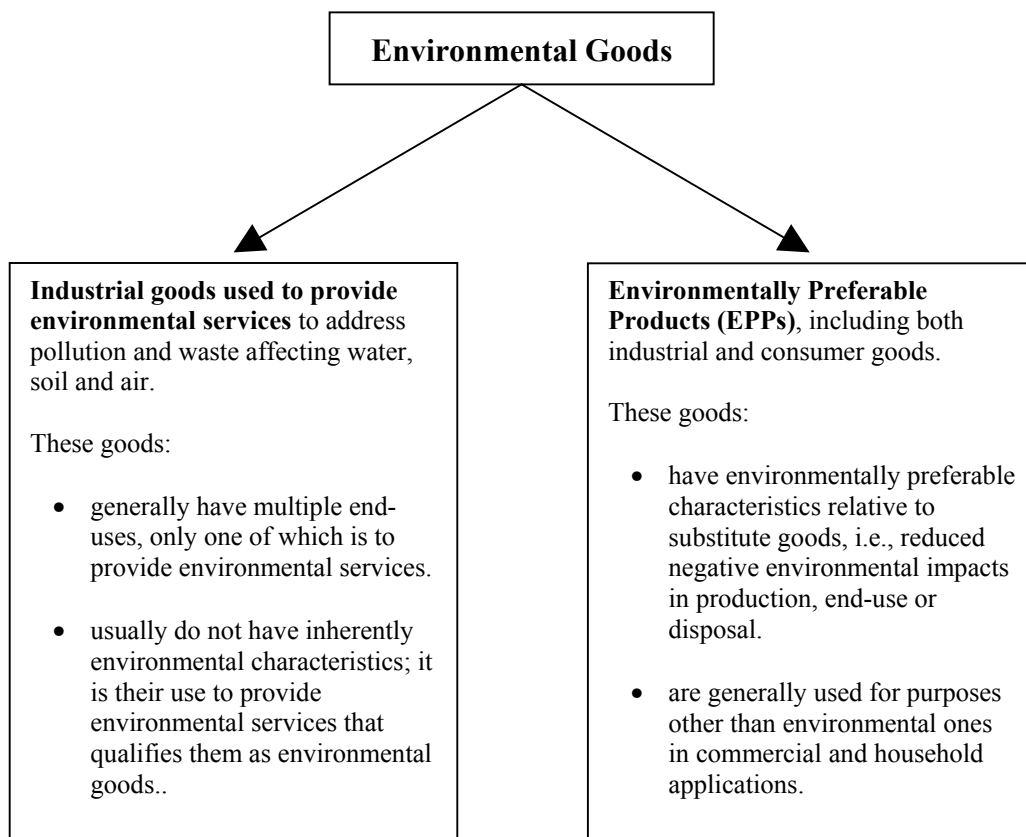 Environmental Goods
Industrial goods used to provide
environmental services to address
pollution and waste affecting water,
soil and air.
These goods:
• generally have multiple end-
uses, only one of which is to
provide environmental services.
• usually do not have inherently
environmental characteristics; it
is their use to provide
environmental services that
qualifies them as environmental
goods..
Environmentally Preferable
Products (EPPs), including both
industrial and consumer goods.
These goods:
• have environmentally preferable
characteristics relative to
substitute goods, i.e., reduced
negative environmental impacts
in production, end-use or
disposal.
• are generally used for purposes
other than environmental ones
in commercial and household
applications.